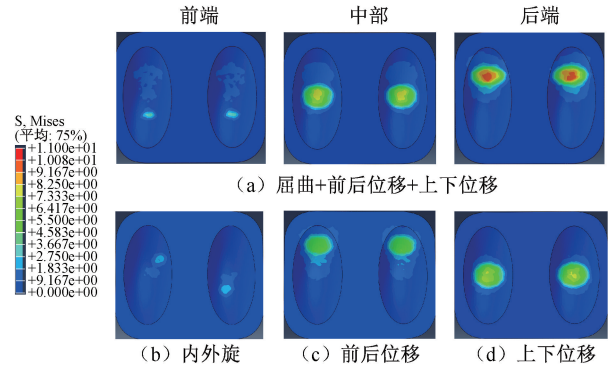 前端 中部 后端
S, Mises
(平均: 75%)
+1.100e+01
+1.008e+01
+9.167e+00
+8.250e+00
+7.333e+00
+6.417e+00
+5.500e+00
+4.583e+00
+3.667e+00
+2.750e+00
+1.833e+00
+9.167e+00
+0.000e+00
(a) 屈曲+前后位移+上下位移
(b) 内外旋 (c) 前后位移 (d) 上下位移